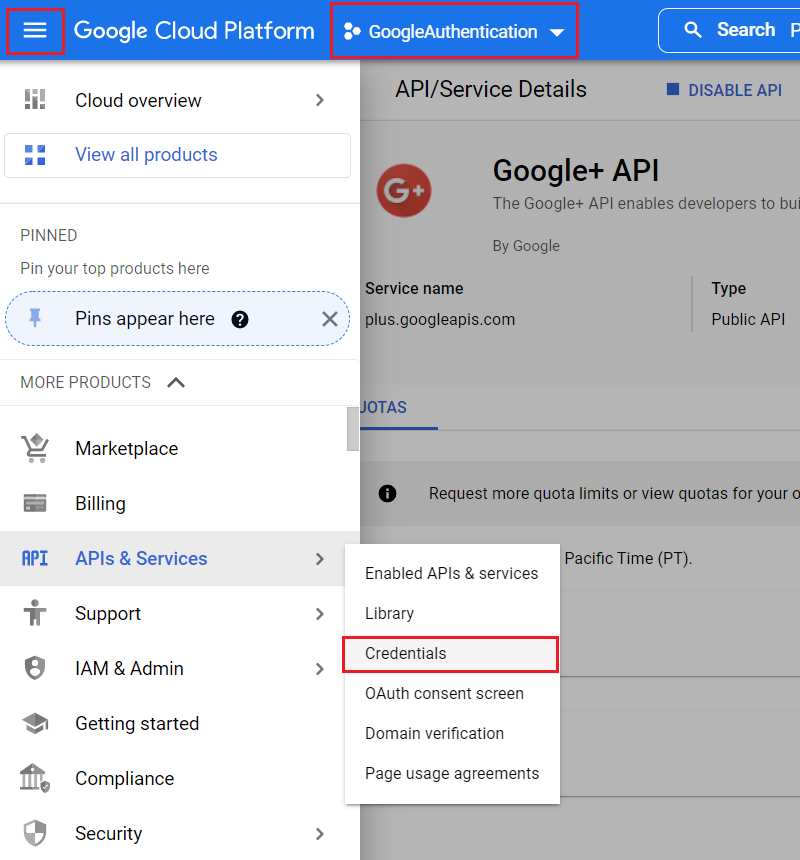 Google Cloud Platform
GoogleAuthentication
Search
Cloud overview
View all products
PINNED
Pin your top products here
Pins appear here
MORE PRODUCTS
Marketplace
Billing
API APIs & Services
Support
IAM & Admin
Getting started
Compliance
Security
Enabled APIs & services
Library
Credentials
OAuth consent screen
Domain verification
Page usage agreements
API/Service Details
DISABLE API
G+
Google+ API
The Google+ API enables developers to bui
By Google
Service name
plus.googleapis.com
Type
Public API
UOTAS
Request more quota limits or view quotas for your o
Pacific Time (PT).